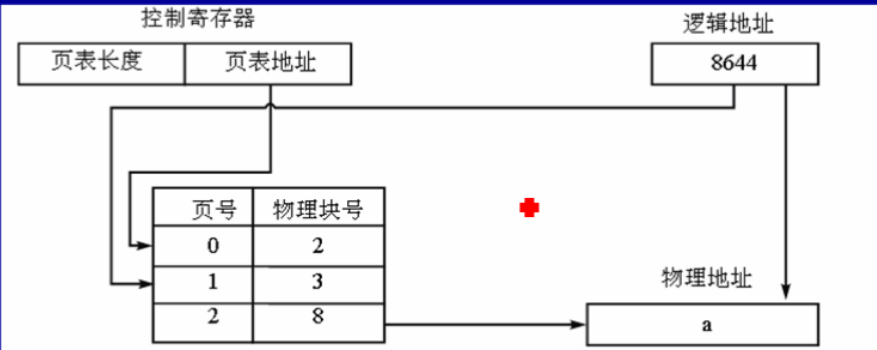 控制寄存器
逻辑地址
页表长度 页表地址
8644
页号 物理块号
0 2
1 3
2 8
物理地址
a